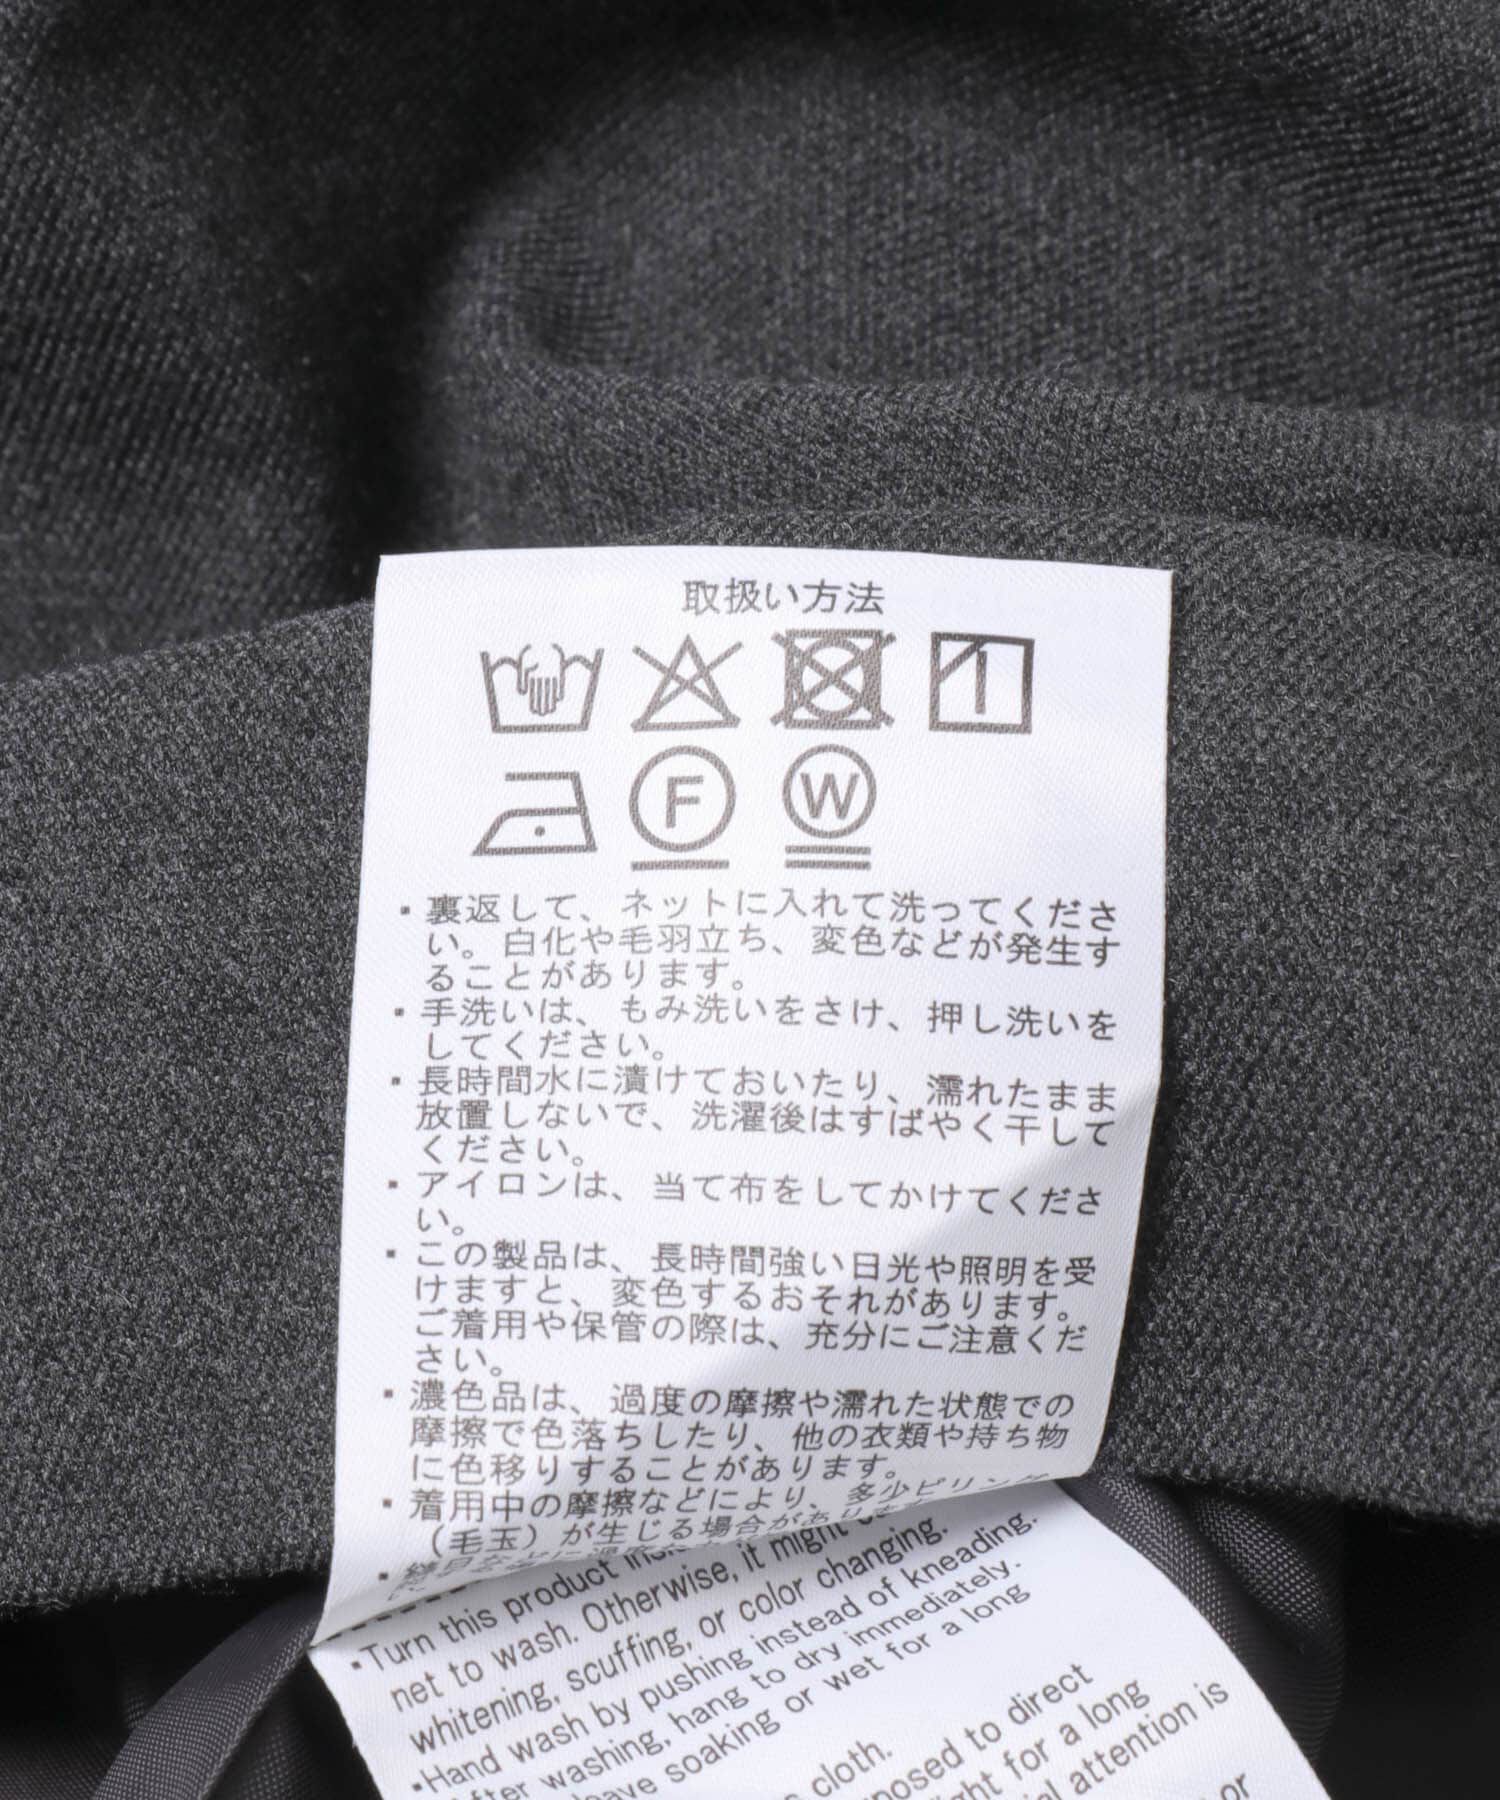 取扱い方法
F W
・裏返して、ネットに入れて洗ってくださ
い。白化や毛羽立ち、変色などが発生す
ることがあります。
・手洗いは、もみ洗いをさけ、押し洗いを
してください。
・長時間水に漬けておいたり、濡れたまま
放置しないで、洗濯後はすばやく干して
ください。
・アイロンは、当て布をしてかけてくださ
い。
・この製品は、長時間強い日光や照明を受
けますと、変色するおそれがあります。
ご着用や保管の際は、充分にご注意くだ
さい。
・濃色品は、過度の摩擦や濡れた状態での
摩擦で色落ちしたり、他の衣類や持ち物
に色移りすることがあります。
・着用中の摩擦などにより、多少ピリング
（毛玉）が生じる場合があります
・Turn this product
net to wash. Otherwise, it might
whitening, scuffing, or color changing.
・Hand wash by pushing instead of kneading.
After washing, hang to dry immediately.
leave soaking or wet for a long
cloth.
to direct
light for a long
attention is
or